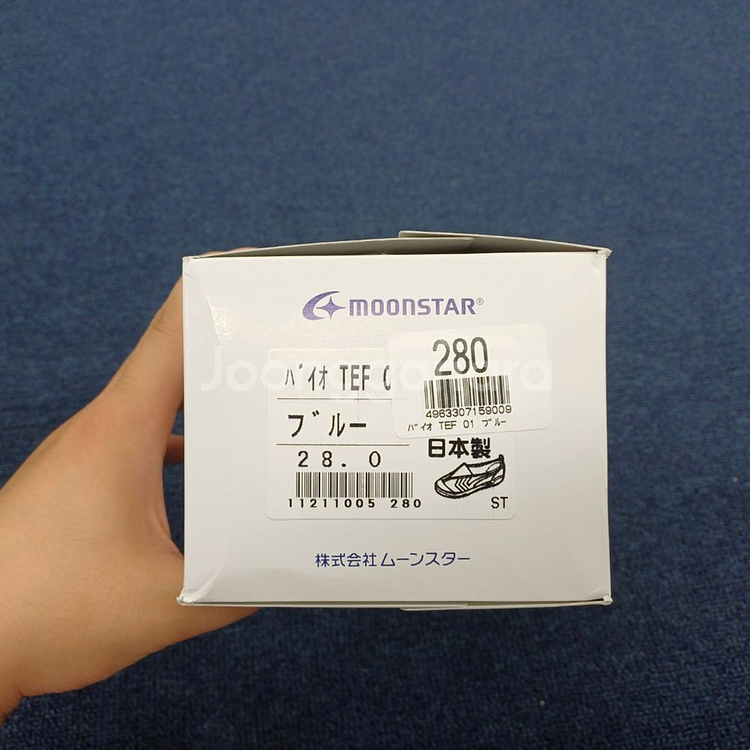 MOONSTAR®
バイオ TEF 0
ブルー
28.0
11211005 280
280
4963307159009
バイオ TEF 01 ブルー
日本製
ST
株式会社ムーンスター